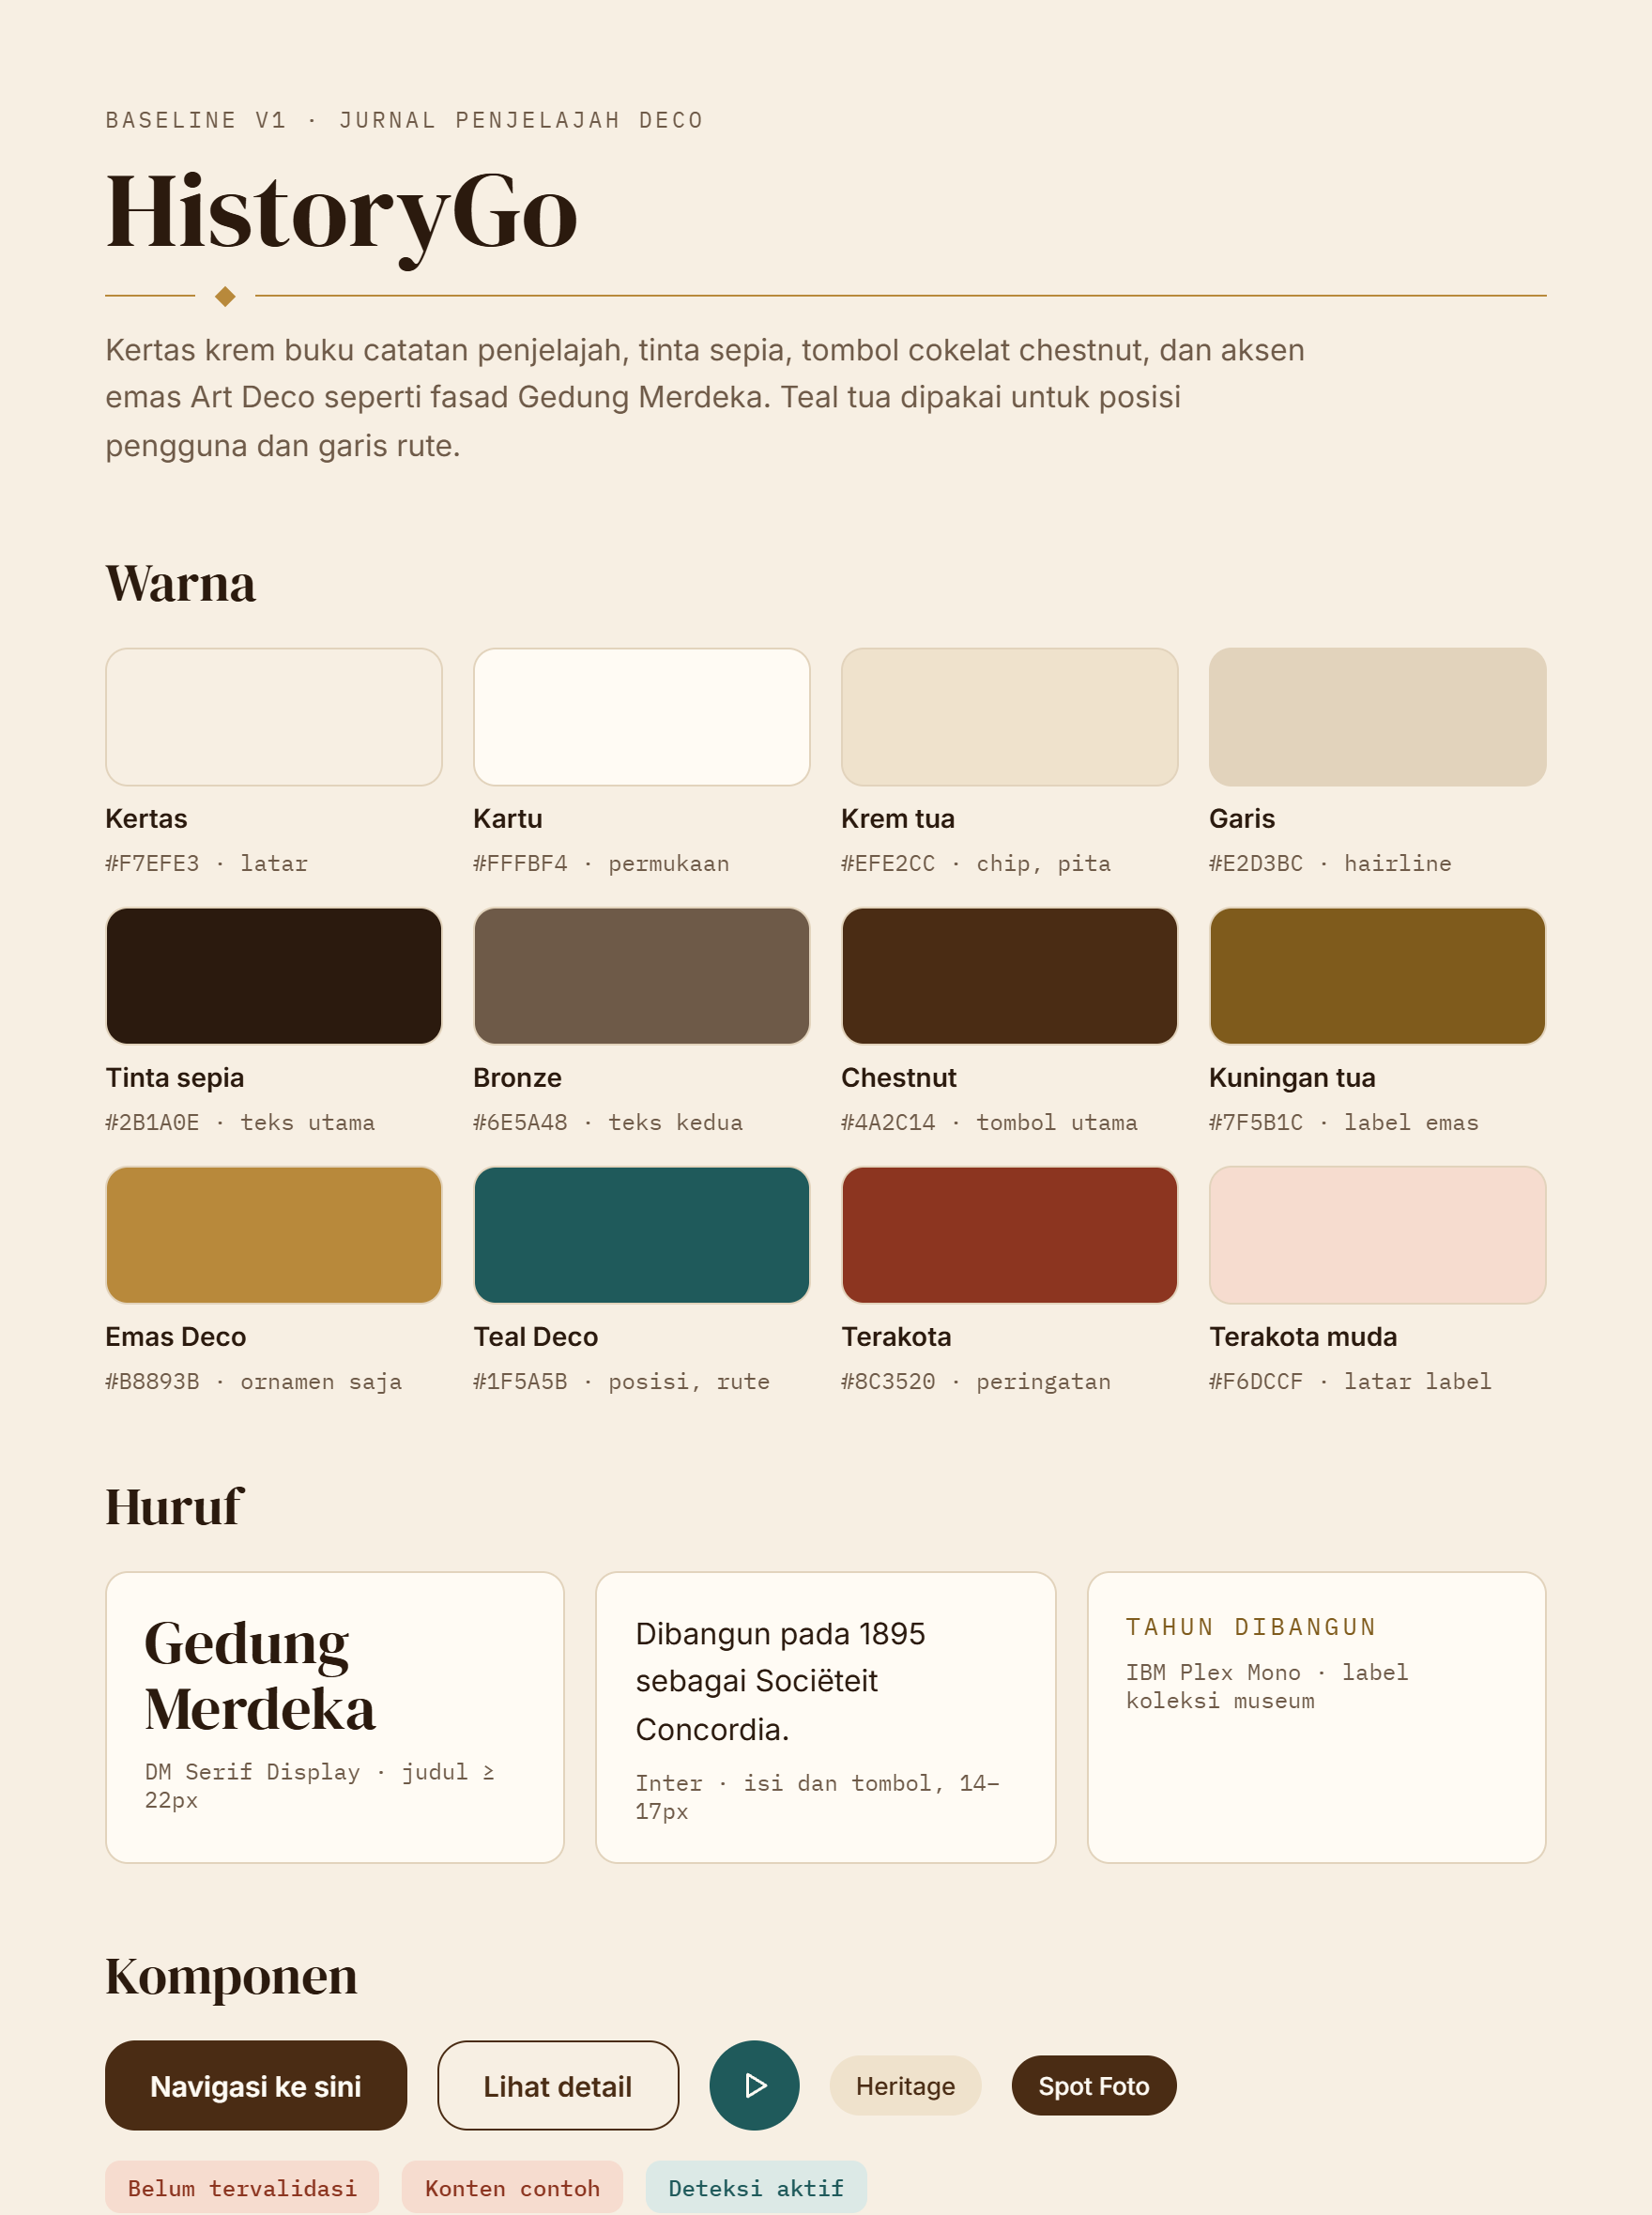 BASELINE V1 · JURNAL PENJELAJAH DECO
HistoryGo
Kertas krem buku catatan penjelajah, tinta sepia, tombol cokelat chestnut, dan aksen
emas Art Deco seperti fasad Gedung Merdeka. Teal tua dipakai untuk posisi
pengguna dan garis rute.
Warna
Kertas
#F7EFE3 · latar
Kartu
#FFFBF4 · permukaan
Krem tua
#EFE2CC · chip, pita
Garis
#E2D3BC · hairline
Tinta sepia
#2B1A0E · teks utama
Bronze
#6E5A48 · teks kedua
Chestnut
#4A2C14 · tombol utama
Kuningan tua
#7F5B1C · label emas
Emas Deco
#B8893B · ornamen saja
Teal Deco
#1F5A5B · posisi, rute
Terakota
#8C3520 · peringatan
Terakota muda
#F6DCCF · latar label
Huruf
Gedung
Merdeka
DM Serif Display · judul ≥
22px
Dibangun pada 1895
sebagai Sociëteit
Concordia.
Inter · isi dan tombol, 14–
17px
TAHUN DIBANGUN
IBM Plex Mono · label
koleksi museum
Komponen
Navigasi ke sini
Lihat detail
Heritage
Spot Foto
Belum tervalidasi
Konten contoh
Deteksi aktif